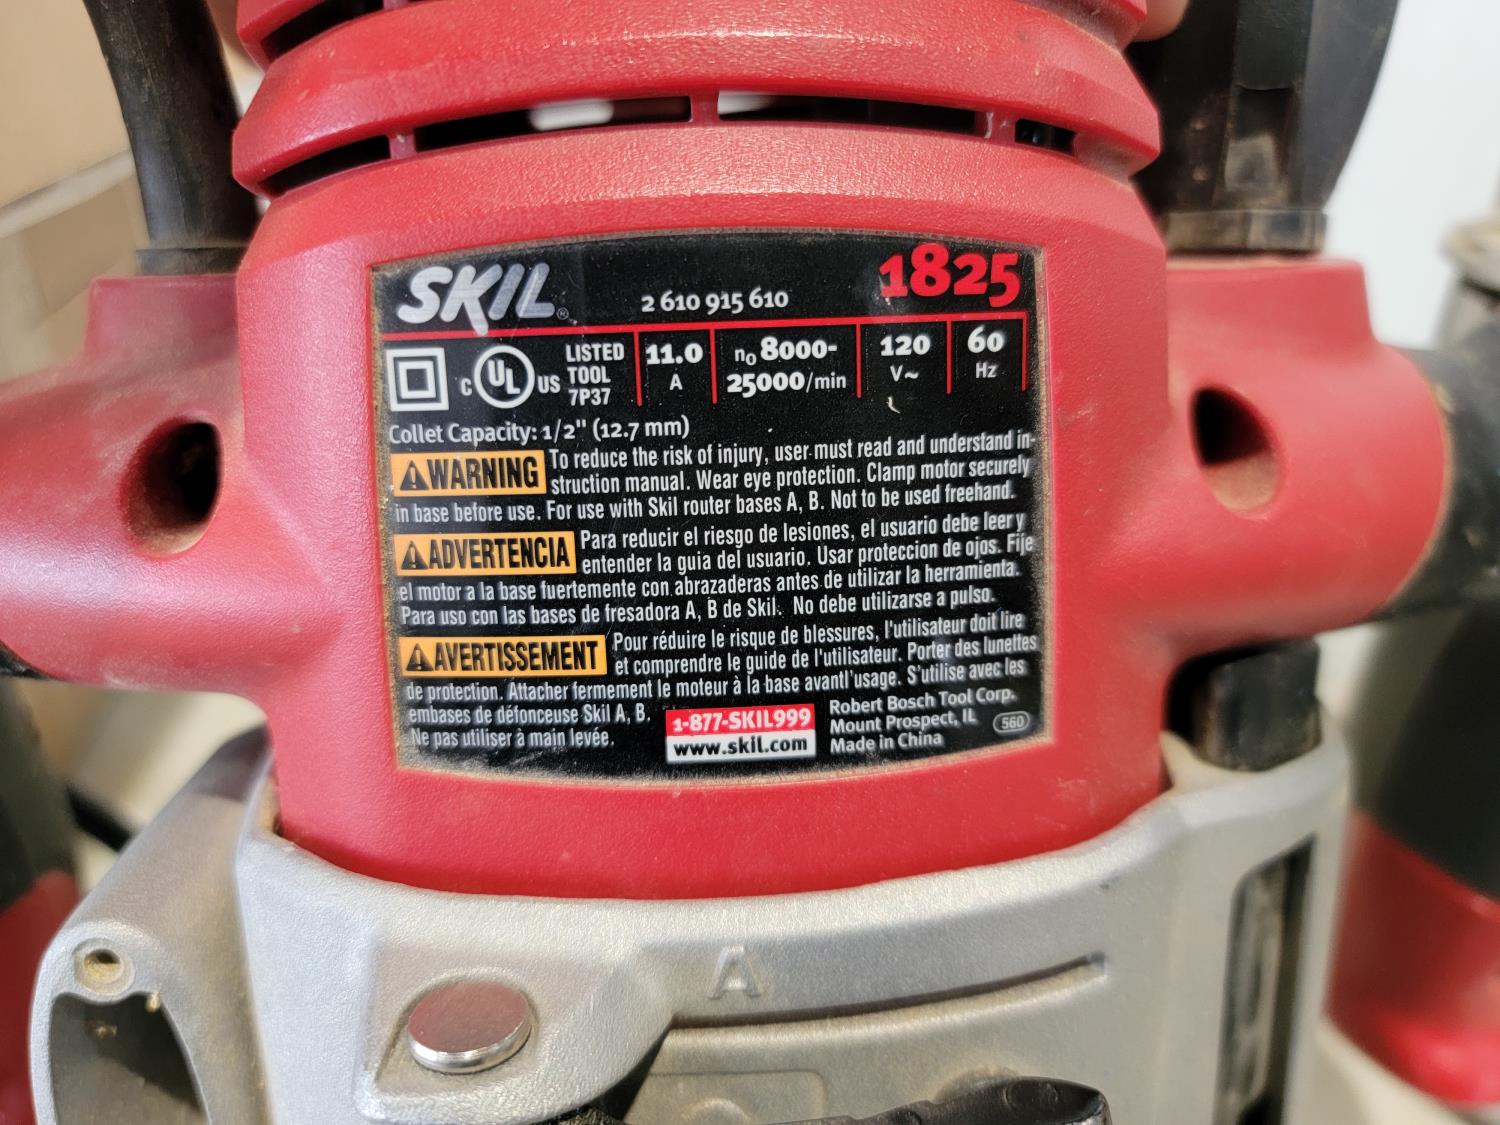 SKIL® 2 610 915 610 1825
C UL US LISTED TOOL 7P37 11.0 A n₀ 8000-25000/min 120 V~ 60 Hz
Collet Capacity: 1/2" (12.7 mm)
⚠WARNING To reduce the risk of injury, user must read and understand in-
struction manual. Wear eye protection. Clamp motor securely
in base before use. For use with Skil router bases A, B. Not to be used freehand.
⚠ADVERTENCIA Para reducir el riesgo de lesiones, el usuario debe leer y
entender la guia del usuario. Usar proteccion de ojos. Fije
el motor a la base fuertemente con abrazaderas antes de utilizar la herramienta.
Para uso con las bases de fresadora A, B de Skil. No debe utilizarse a pulso.
⚠AVERTISSEMENT Pour réduire le risque de blessures, l'utilisateur doit lire
et comprendre le guide de l'utilisateur. Porter des lunettes
de protection. Attacher fermement le moteur à la base avantl'usage. S'utilise avec les
embases de défonceuse Skil A, B.
Ne pas utiliser à main levée.
1-877-SKIL999
www.skil.com
Robert Bosch Tool Corp.
Mount Prospect, IL 560
Made in China
A